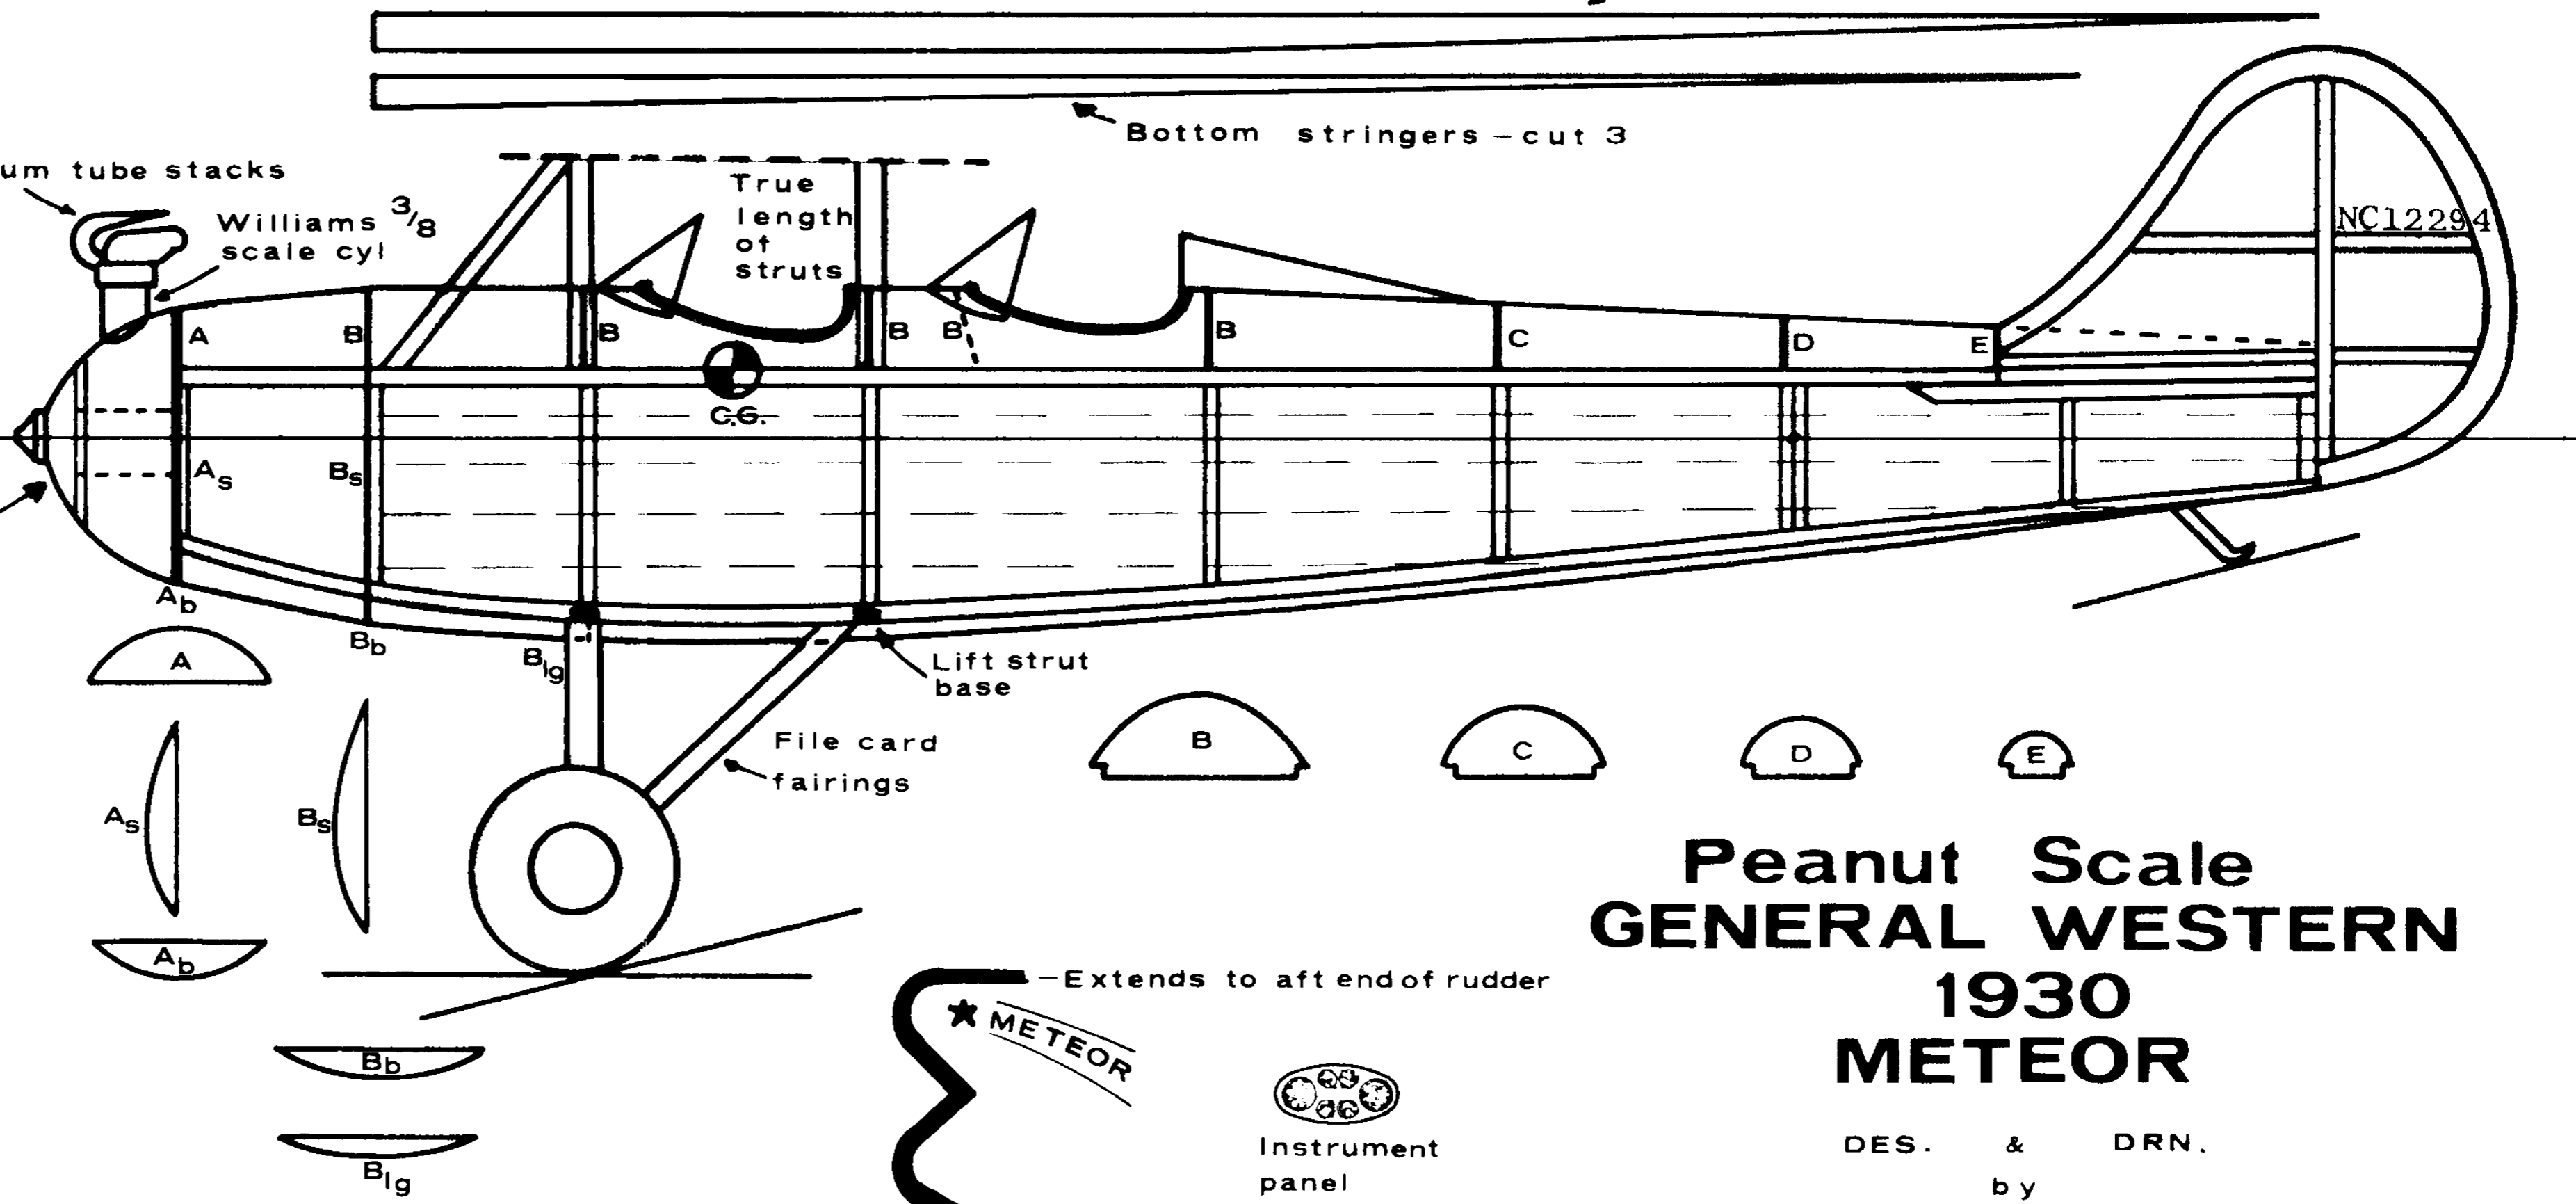 Bottom stringers - cut 3
um tube stacks
Williams 3/8
scale cyl
True
length
of
struts
NC12294
A
B
B
B
B
B
C
D
E
C.G.
As
Bs
Ab
Bb
Blg
Lift strut
base
A
File card
fairings
B
C
D
E
As
Bs
Ab
Peanut Scale
GENERAL WESTERN
1930
METEOR
- Extends to aft end of rudder
★ METEOR
Bb
Instrument
panel
Blg
DES. & DRN.
by